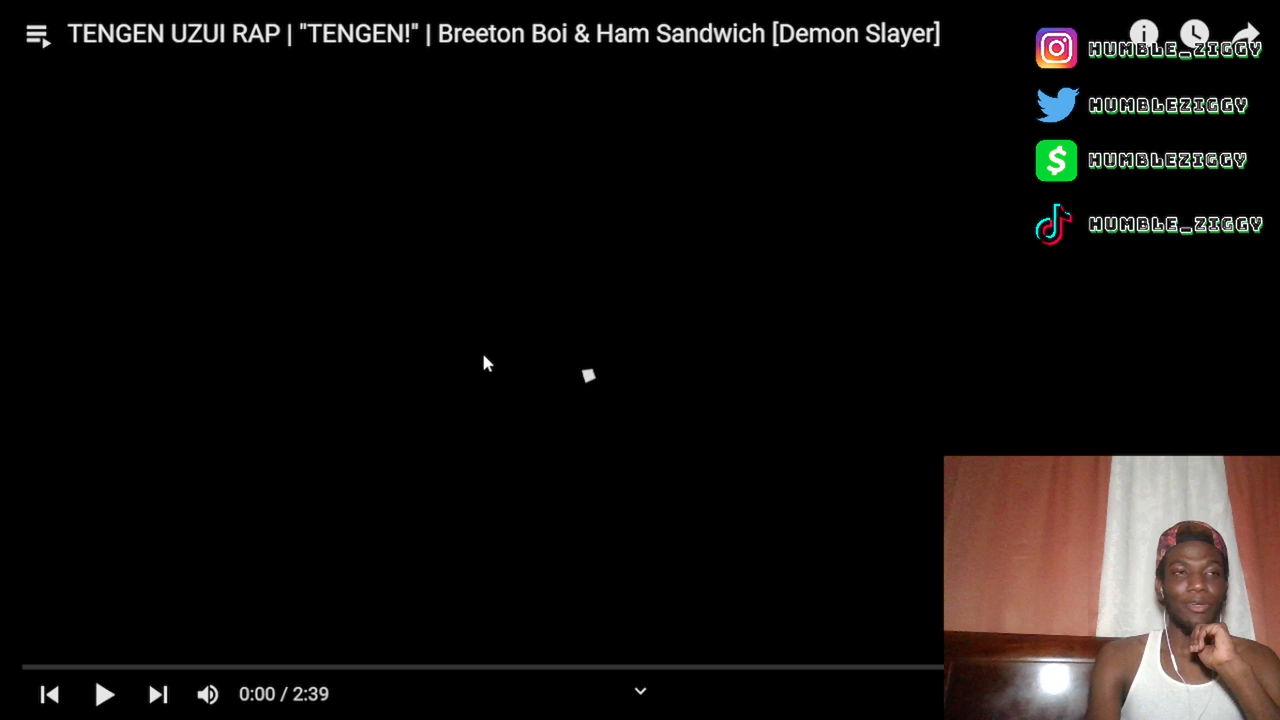 TENGEN UZUI RAP | "TENGEN!" | Breeton Boi & Ham Sandwich [Demon Slayer]
HUMBLE_ZIGGY
HUMBLEZIGGY
HUMBLEZIGGY
HUMBLE_ZIGGY
0:00 / 2:39